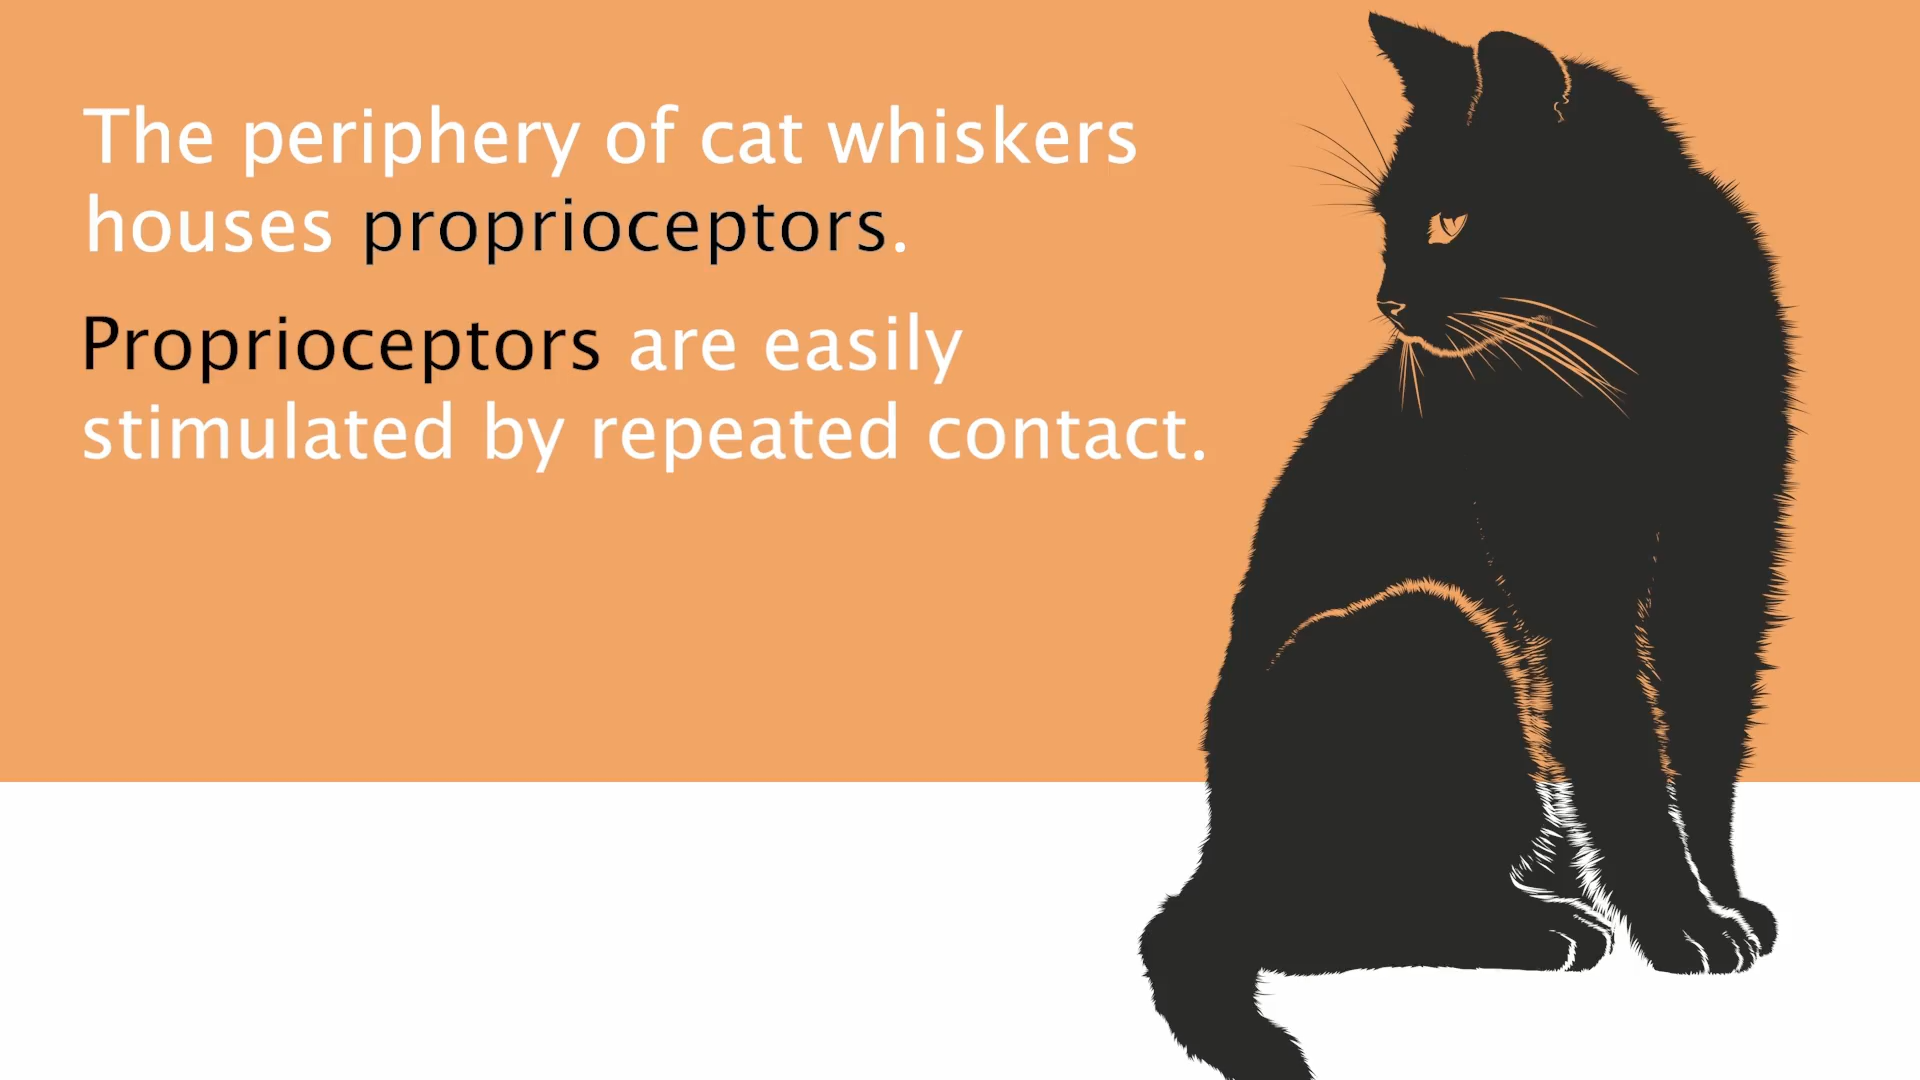 The periphery of cat whiskers
houses proprioceptors.
Proprioceptors are easily
stimulated by repeated contact.